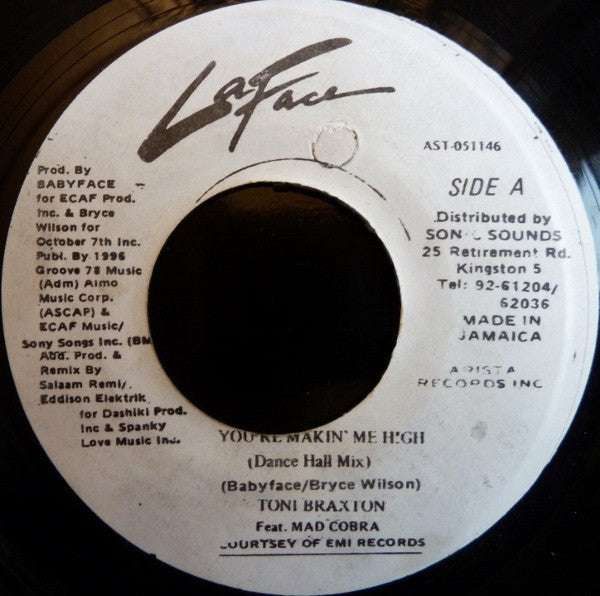 LaFace
AST-051146
SIDE A
Prod. By
BABYFACE
for ECAF Prod.
Inc. & Bryce
Wilson for
October 7th Inc.
Publ. By 1996
Groove 78 Music
(Adm) Almo
Music Corp.
(ASCAP) &
ECAF Music/
Sony Songs Inc. (BM
Add. Prod. &
Remix By
Salaam Remi/
Eddison Elektrik
for Dashiki Prod.
Inc & Spanky
Love Music Inc.
Distributed by
SONIC SOUNDS
25 Retirement Rd.
Kingston 5
Tel: 92-61204/
62036
MADE IN
JAMAICA
ARISTA
RECORDS INC
YOU'RE MAKIN' ME HIGH
(Dance Hall Mix)
(Babyface/Bryce Wilson)
TONI BRAXTON
Feat. MAD COBRA
COURTSEY OF EMI RECORDS